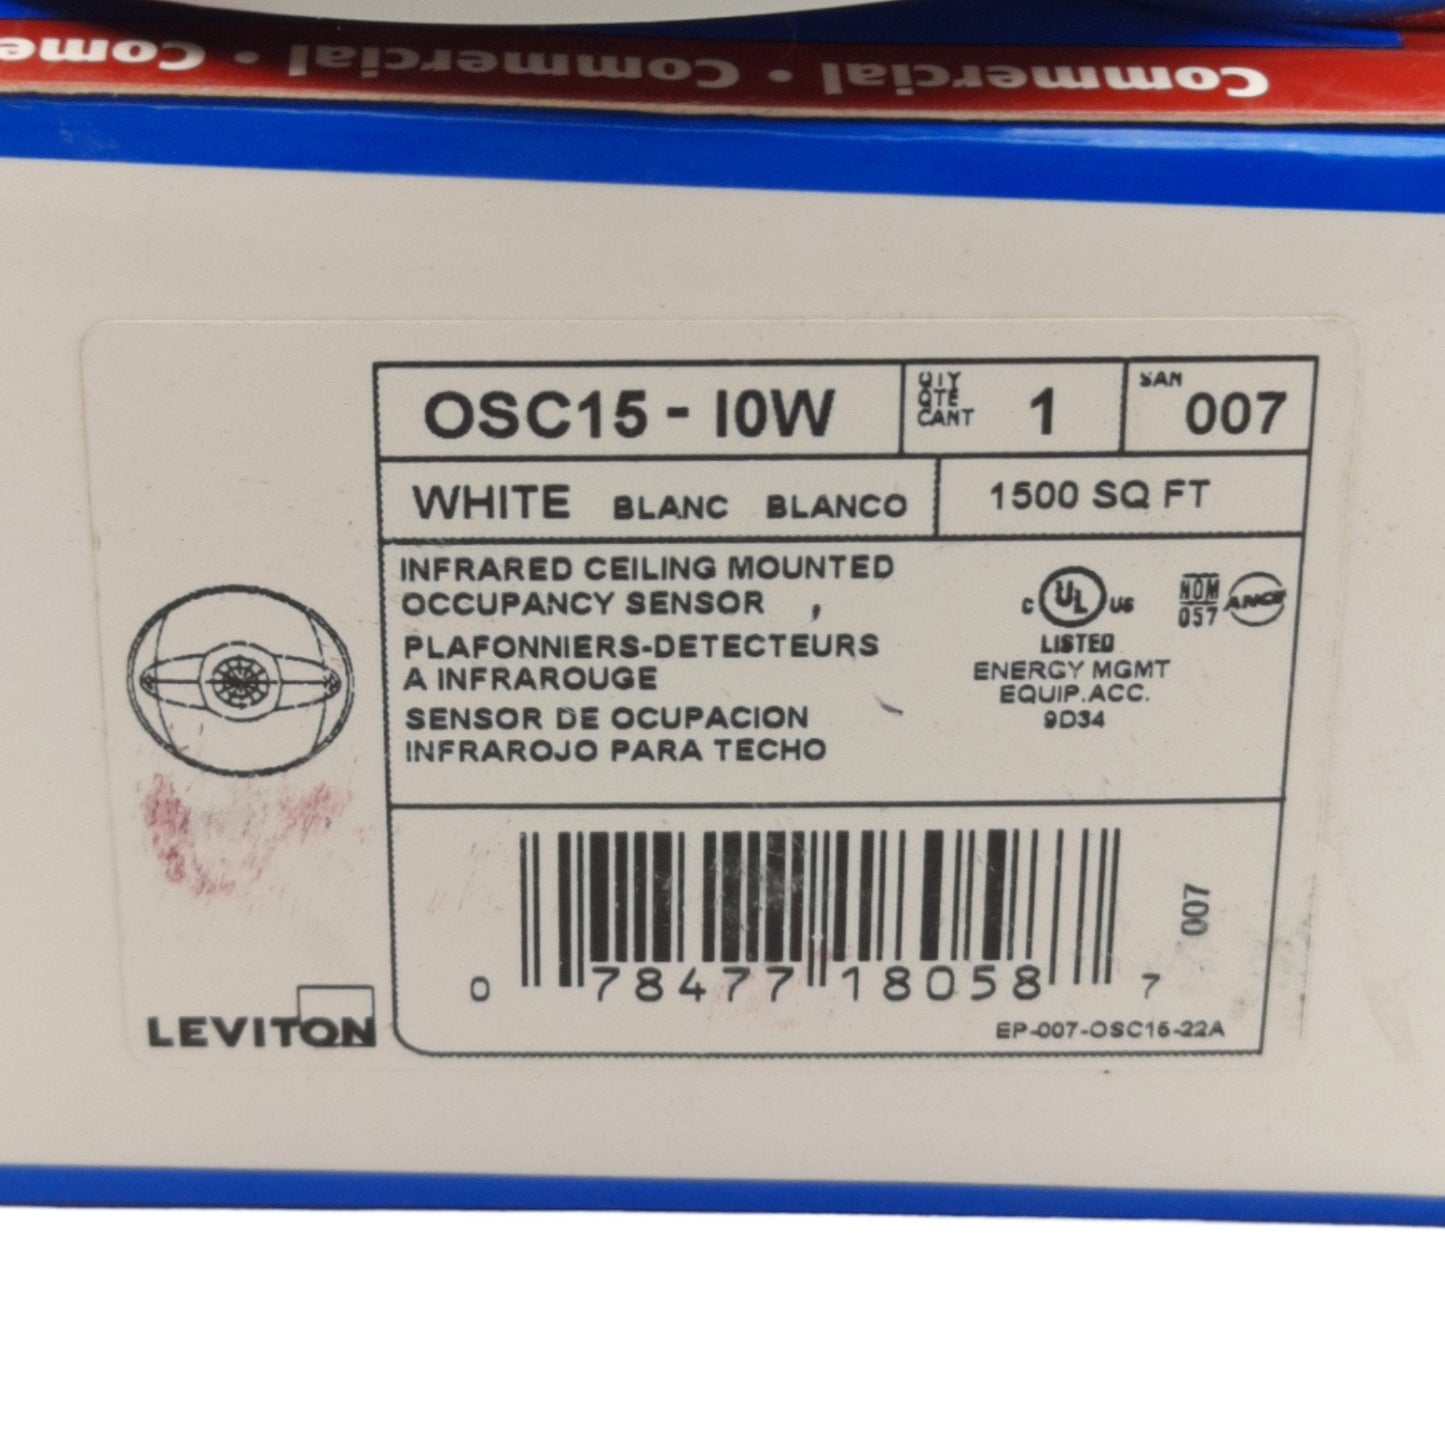 Comme
Commercial • Commercial •
OSC15 - I0W
QTY
QTE
CANT
1
SAN
007
WHITE BLANC BLANCO
1500 SQ FT
INFRARED CEILING MOUNTED
OCCUPANCY SENSOR
PLAFONNIERS-DETECTEURS
A INFRAROUGE
SENSOR DE OCUPACION
INFRAROJO PARA TECHO
C UL US
LISTED
ENERGY MGMT
EQUIP.ACC.
9D34
NOM
057
ANCE
0 78477 18058 7
007
EP-007-OSC15-22A
LEVITON